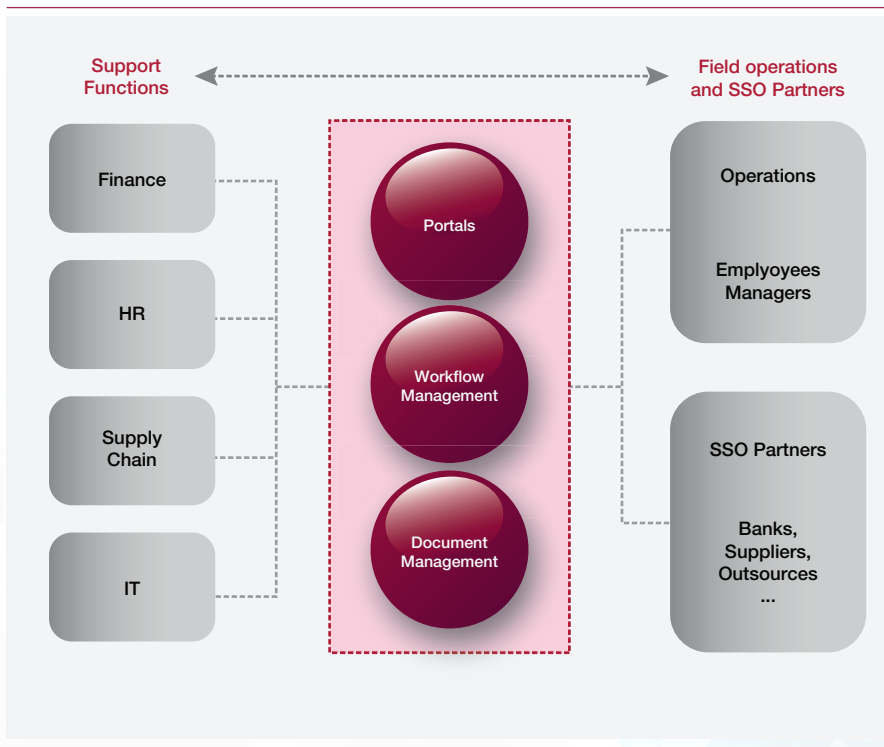 Support
Functions
Field operations
and SSO Partners
Finance
HR
Supply
Chain
IT
Portals
Workflow
Management
Document
Management
Operations
Emplyoyees
Managers
SSO Partners
Banks,
Suppliers,
Outsources
...